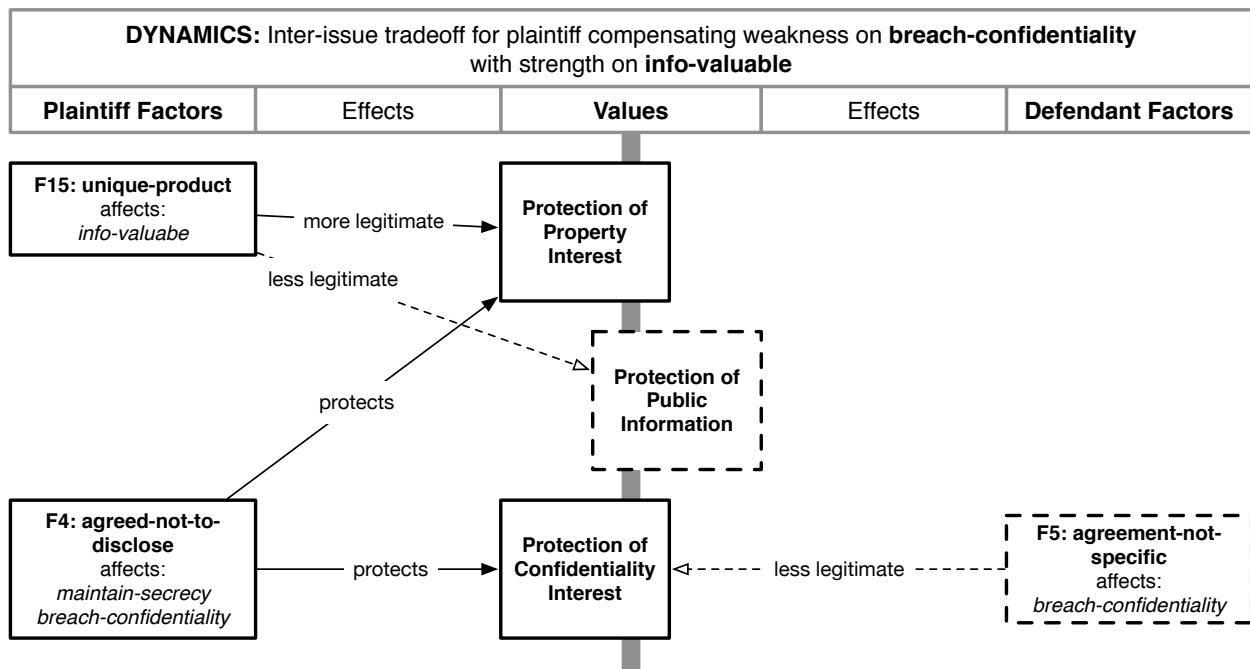 DYNAMICS: Inter-issue tradeoff for plaintiff compensating weakness on breach-confidentiality
with strength on info-valuable
Plaintiff Factors
Effects
Values
Effects
Defendant Factors
F15: unique-product
affects:
info-valuabe
more legitimate
Protection of
Property
Interest
less legitimate
Protection of
Public
Information
protects
F4: agreed-not-to-
disclose
affects:
maintain-secrecy
breach-confidentiality
protects
Protection of
Confidentiality
Interest
less legitimate
F5: agreement-not-
specific
affects:
breach-confidentiality